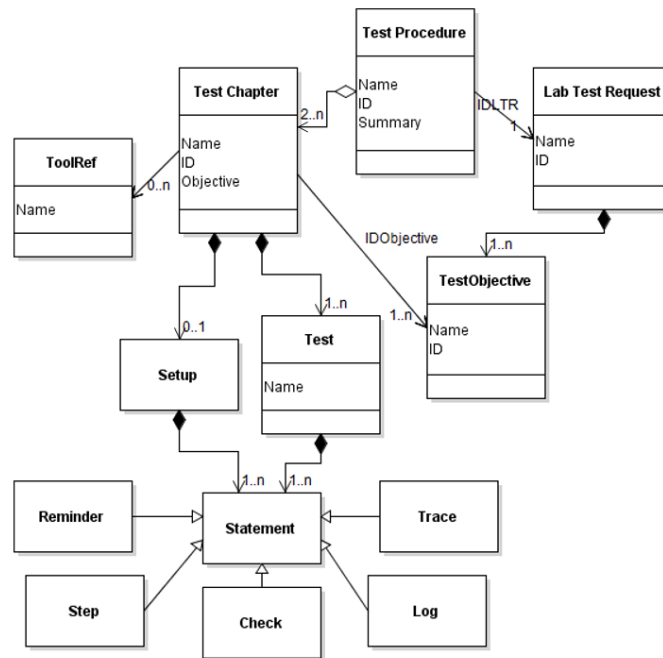 Test Procedure
Name
ID
Summary
Test Chapter
Name
ID
Objective
2..n
IDLTR
1
Lab Test Request
Name
ID
ToolRef
Name
0..n
IDObjective
1..n
1..n
TestObjective
Name
ID
0..1
Setup
1..n
Test
Name
1..n
1..n
Statement
Reminder
Trace
Step
Check
Log